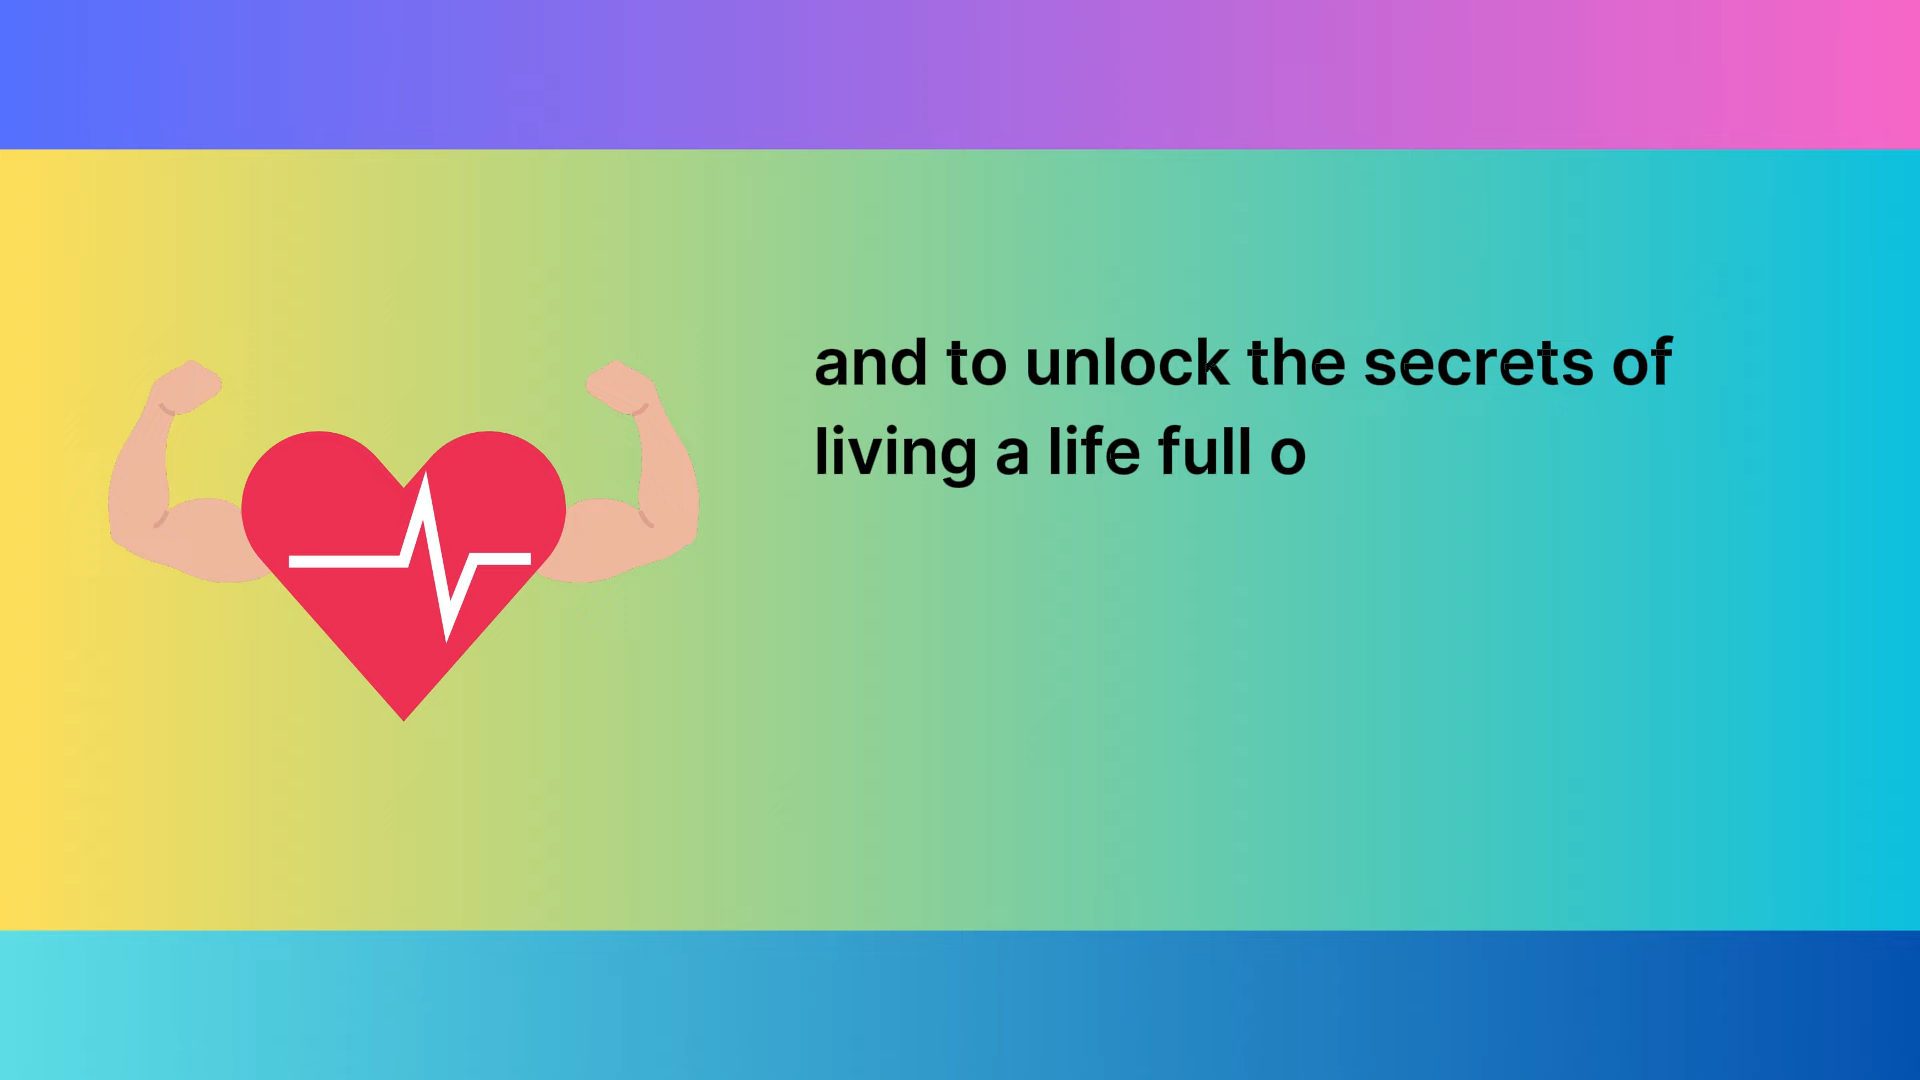 and to unlock the secrets of
living a life full o